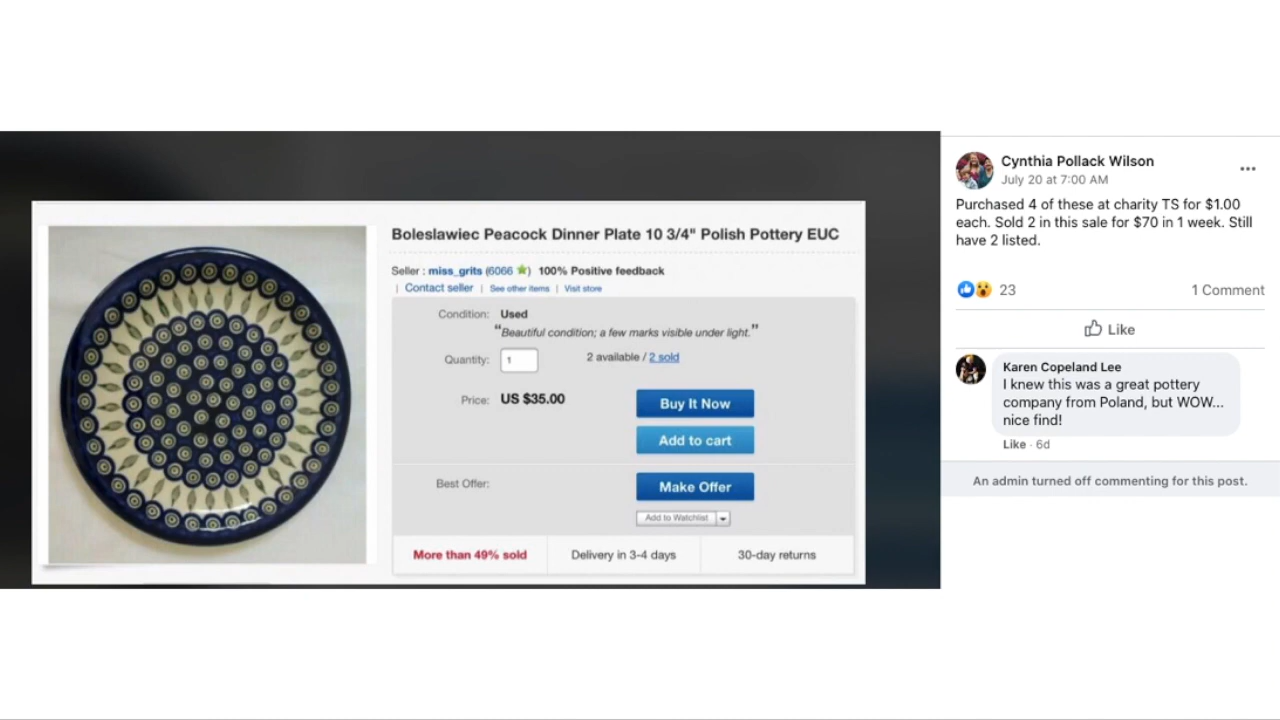 Boleslawiec Peacock Dinner Plate 10 3/4" Polish Pottery EUC
Seller : miss_grits (6066 ) 100% Positive feedback
| Contact seller | See other items | Visit store
Condition: Used
"Beautiful condition; a few marks visible under light."
Quantity: 1 2 available / 2 sold
Price: US $35.00
Buy It Now
Add to cart
Best Offer:
Make Offer
Add to Watchlist
More than 49% sold Delivery in 3-4 days 30-day returns
Cynthia Pollack Wilson
July 20 at 7:00 AM
Purchased 4 of these at charity TS for $1.00
each. Sold 2 in this sale for $70 in 1 week. Still
have 2 listed.
23 1 Comment
Like
Karen Copeland Lee
I knew this was a great pottery
company from Poland, but WOW...
nice find!
Like · 6d
An admin turned off commenting for this post.